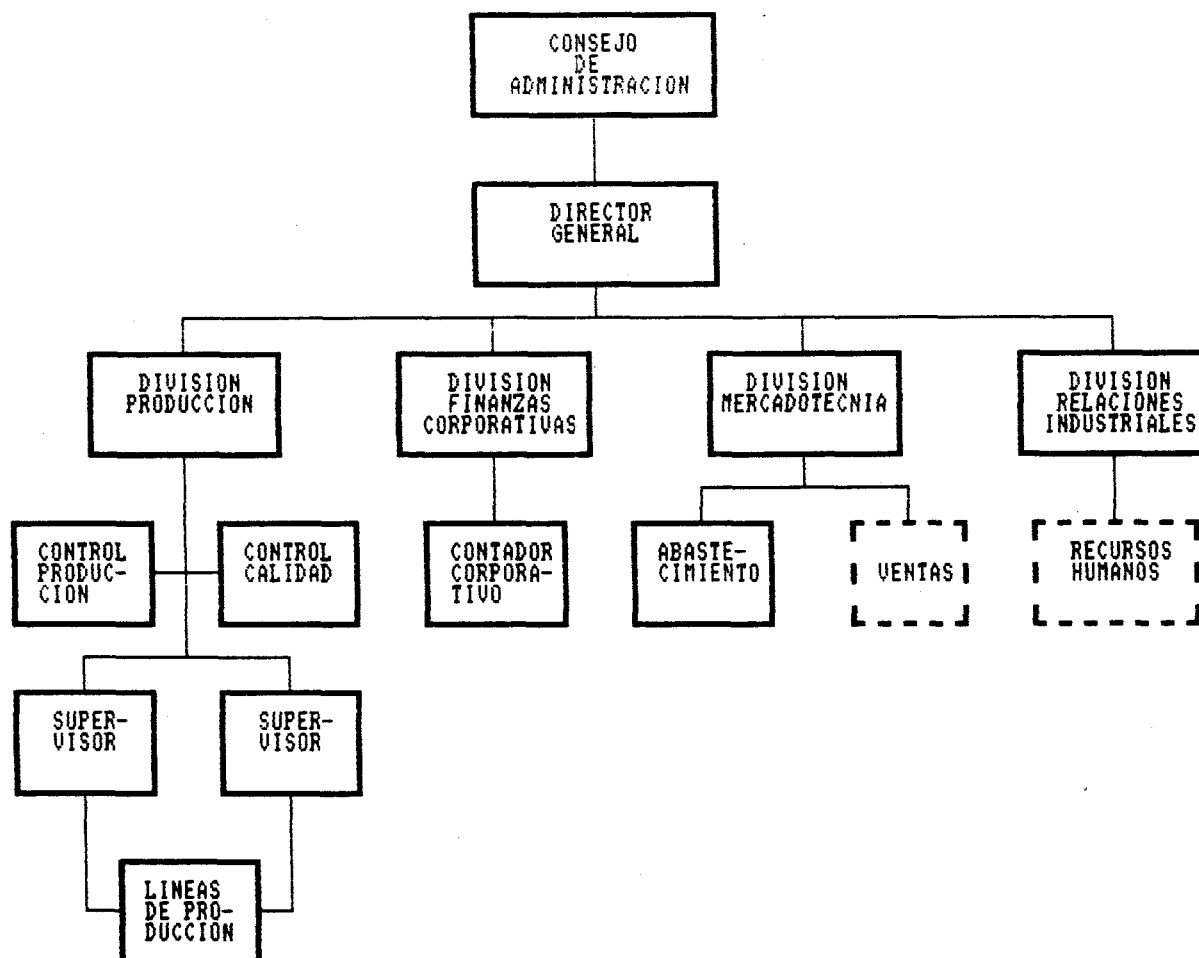 CONSEJO
DE
ADMINISTRACION
DIRECTOR
GENERAL
DIVISION
PRODUCCION
DIVISION
FINANZAS
CORPORATIVAS
DIVISION
MERCADOTECNIA
DIVISION
RELACIONES
INDUSTRIALES
CONTROL
PRODUC-
CION
CONTROL
CALIDAD
CONTADOR
CORPORA-
TIVO
ABASTE-
CIMIENTO
VENTAS
RECURSOS
HUMANOS
SUPER-
VISOR
SUPER-
VISOR
LINEAS
DE PRO-
DUCCION